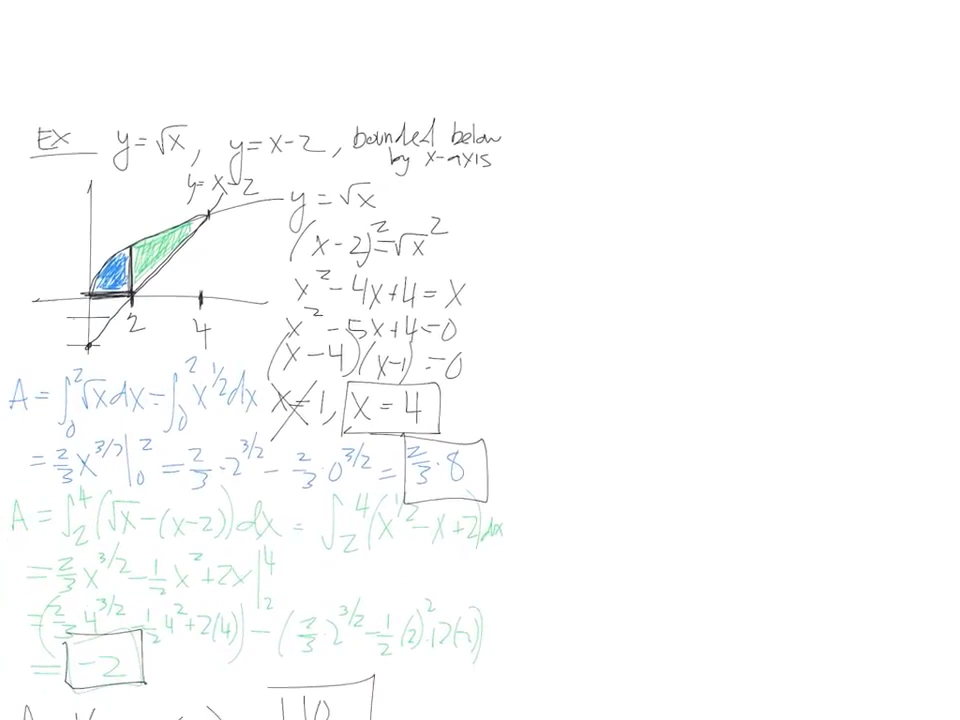 EX y=√x, y=x-2, bounded below
by x-axis
y=x-2
y=√x
(x-2)²=√x²
x²-4x+4=x
x²-5x+4=0
(x-4)(x-1)=0
x=1, x=4
2 4
A=∫₀²√x dx=∫₀²x^(1/2)dx
=2/3 x^(3/2)|₀² = 2/3·2^(3/2) - 2/3·0^(3/2) = 2/3·8
A=∫₂⁴(√x-(x-2))dx = ∫₂⁴(x^(1/2)-x+2)dx
=2/3 x^(3/2) - 1/2 x²+2x|₂⁴
=(2/3 4^(3/2) - 1/2 4²+2(4)) - (2/3·2^(3/2) - 1/2(2)²+2(2))
= -2